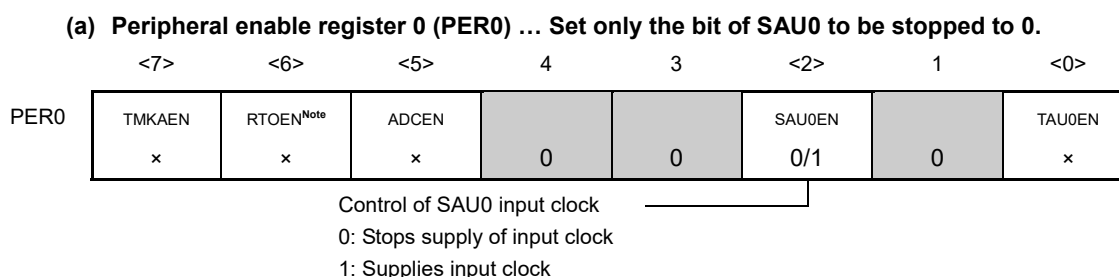 (a) Peripheral enable register 0 (PER0) … Set only the bit of SAU0 to be stopped to 0.
<7> <6> <5> 4 3 <2> 1 <0>
PER0 TMKAEN RTOENNote ADCEN SAU0EN TAU0EN
× × × 0 0 0/1 0 ×
Control of SAU0 input clock
0: Stops supply of input clock
1: Supplies input clock